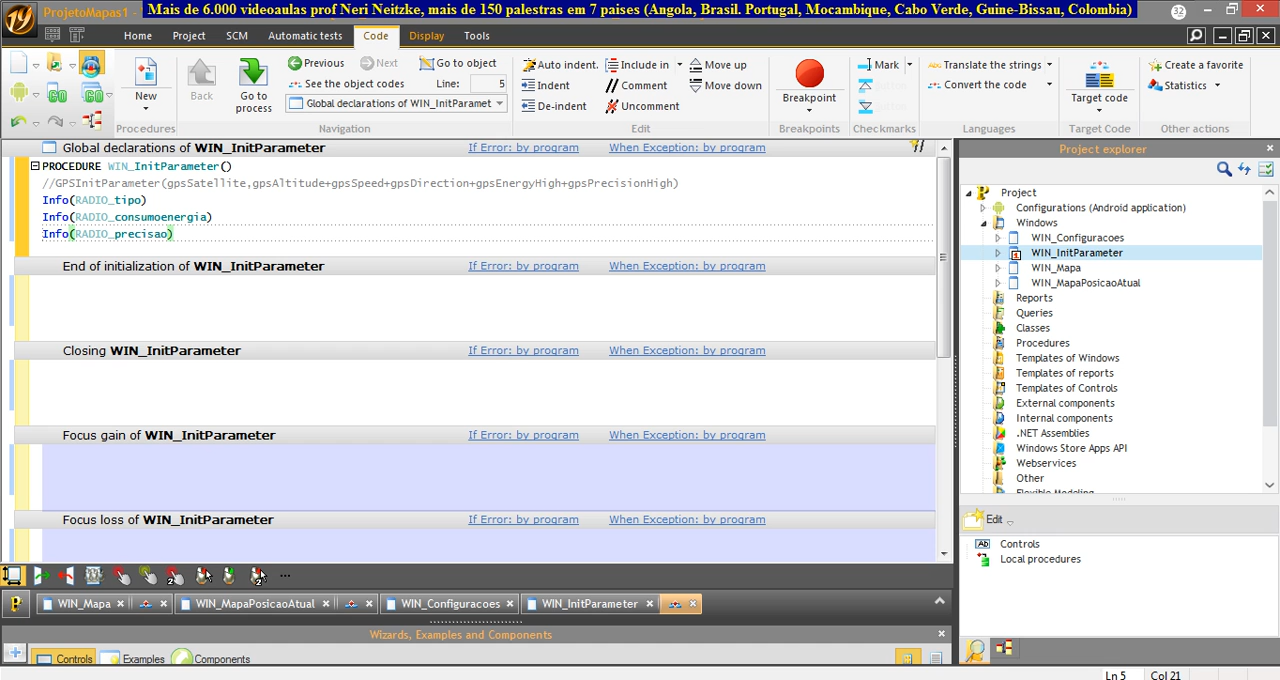 ProjetoMapas1 -
Mais de 6.000 videoaulas prof Neri Neitzke, mais de 150 palestras em 7 paises (Angola, Brasil. Portugal, Mocambique, Cabo Verde, Guine-Bissau, Colombia)
32
Home Project SCM Automatic tests Code Display Tools
New
Procedures
Back
Go to process
Previous Next Go to object
See the object codes Line: 5
Global declarations of WIN_InitParamet
Navigation
Auto indent. Include in Move up
Indent // Comment Move down
De-indent Uncomment
Edit
Breakpoint
Breakpoints
Mark
Checkmarks
Translate the strings
Convert the code
Languages
Target code
Target Code
Create a favorite
Statistics
Other actions
Global declarations of WIN_InitParameter If Error: by program When Exception: by program
PROCEDURE WIN_InitParameter()
//GPSInitParameter(gpsSatellite,gpsAltitude+gpsSpeed+gpsDirection+gpsEnergyHigh+gpsPrecisionHigh)
Info(RADIO_tipo)
Info(RADIO_consumoenergia)
Info(RADIO_precisao)
End of initialization of WIN_InitParameter If Error: by program When Exception: by program
Closing WIN_InitParameter If Error: by program When Exception: by program
Focus gain of WIN_InitParameter If Error: by program When Exception: by program
Focus loss of WIN_InitParameter If Error: by program When Exception: by program
WIN_Mapa WIN_MapaPosicaoAtual WIN_Configuracoes WIN_InitParameter
Wizards, Examples and Components
Controls Examples Components
Project explorer
Project
Configurations (Android application)
Windows
WIN_Configuracoes
WIN_InitParameter
WIN_Mapa
WIN_MapaPosicaoAtual
Reports
Queries
Classes
Procedures
Templates of Windows
Templates of reports
Templates of Controls
External components
Internal components
.NET Assemblies
Windows Store Apps API
Webservices
Other
Flexible Modeling
Edit
Controls
Local procedures
Ln 5 Col 21